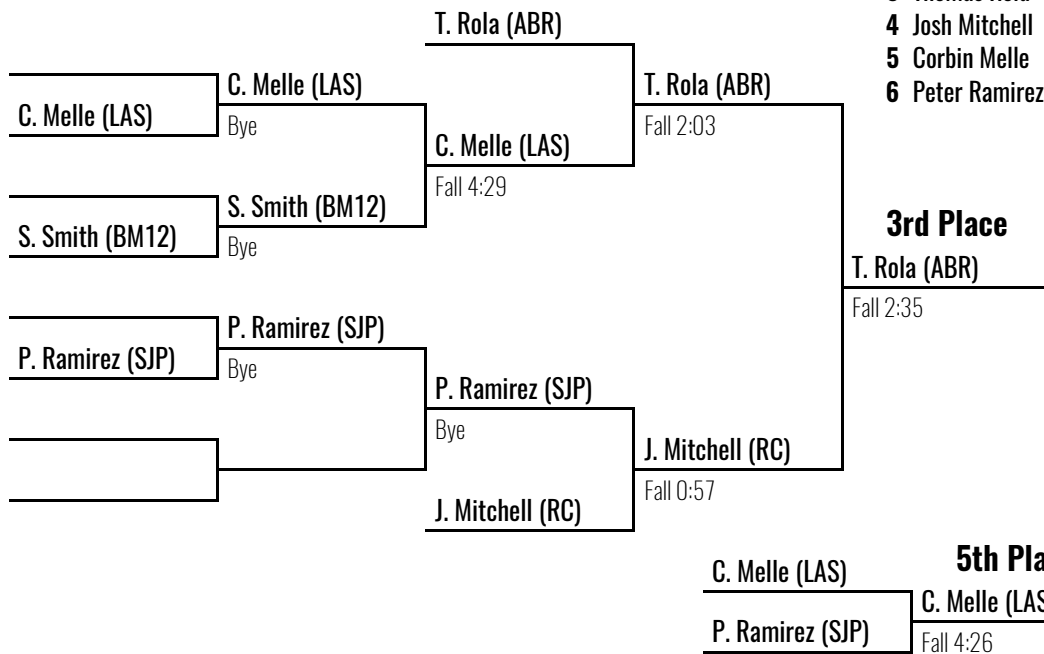 T. Rola (ABR)
4 Josh Mitchell
5 Corbin Melle
6 Peter Ramirez
C. Melle (LAS)
C. Melle (LAS)
Bye
T. Rola (ABR)
Fall 2:03
C. Melle (LAS)
Fall 4:29
S. Smith (BM12)
S. Smith (BM12)
Bye
3rd Place
T. Rola (ABR)
Fall 2:35
P. Ramirez (SJP)
P. Ramirez (SJP)
Bye
P. Ramirez (SJP)
Bye
J. Mitchell (RC)
Fall 0:57
J. Mitchell (RC)
5th
C. Melle (LAS)
P. Ramirez (SJP)
C. Melle (LAS
Fall 4:26